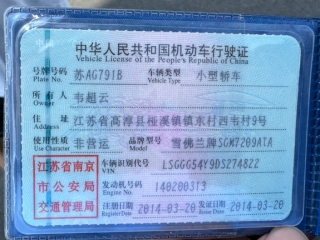 中华人民共和国机动车行驶证
Vehicle License of the People's Republic of China
号牌号码 Plate No. 苏AG791B 车辆类型 Vehicle Type 小型轿车
所有人 Owner 韦超云
住址 Address 江苏省高淳县桠溪镇镇东村西韦村9号
使用性质 Use Character 非营运 品牌型号 Model 雪佛兰牌SGM7209ATA
江苏省南京市公安局交通管理局
车辆识别代号 VIN LSGGG54Y9DS274822
发动机号码 Engine No. 140200313
注册日期 Register Date 2014-03-20 发证日期 Issue Date 2014-03-20